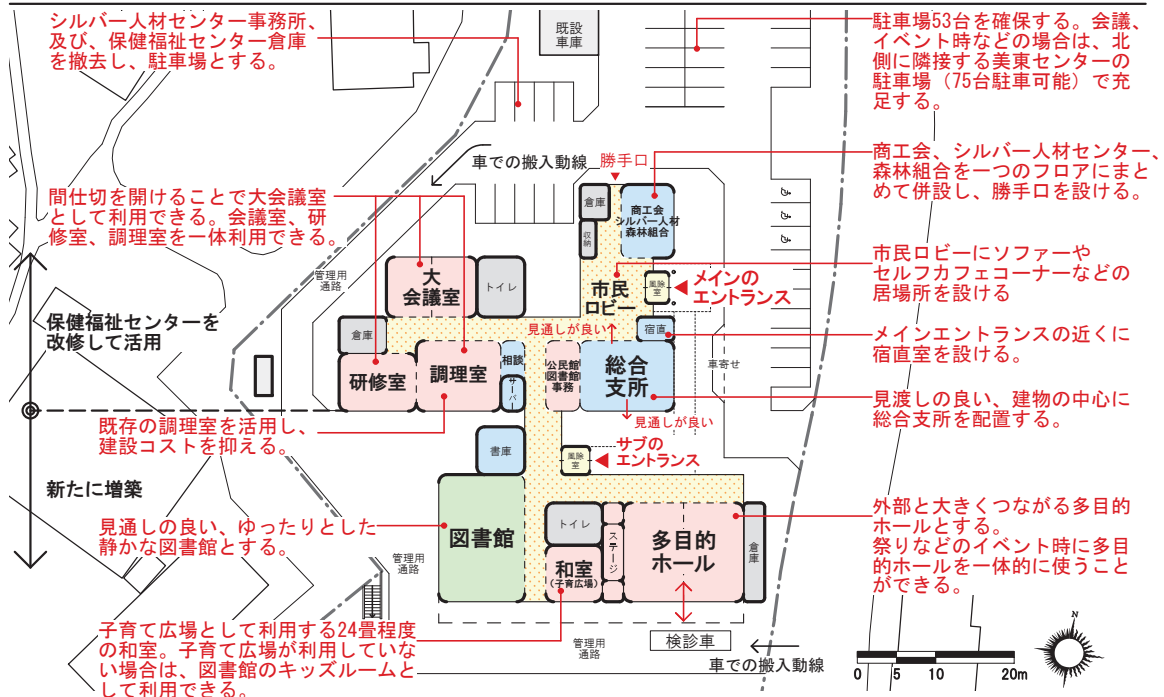 シルバー人材センター事務所、
及び、保健福祉センター倉庫
を撤去し、駐車場とする。
既設
車庫
駐車場53台を確保する。会議、
イベント時などの場合は、北
側に隣接する美東センターの
駐車場（75台駐車可能）で充
足する。
車での搬入動線
勝手口
商工会、シルバー人材センター、
森林組合を一つのフロアにまと
めて併設し、勝手口を設ける。
間仕切を開けることで大会議室
として利用できる。会議室、研
修室、調理室を一体利用できる。
倉庫
収納
商工会
シルバー人材
森林組合
管理用
通路
大
会議室
トイレ
市民
ロビー
風除
室
メインの
エントランス
市民ロビーにソファーや
セルフカフェコーナーなどの
居場所を設ける
保健福祉センターを
改修して活用
倉庫
見通しが良い
宿直
メインエントランスの近くに
宿直室を設ける。
研修室
調理室
相談
サーバー
公民館
図書館
事務
総合
支所
車寄せ
見渡しの良い、建物の中心に
総合支所を配置する。
見通しが良い
既存の調理室を活用し、
建設コストを抑える。
書庫
風除
室
サブの
エントランス
新たに増築
見通しの良い、ゆったりとした
静かな図書館とする。
図書館
トイレ
ステージ
多目的
ホール
倉庫
和室
(子育広場)
外部と大きくつながる多目的
ホールとする。
祭りなどのイベント時に多目
的ホールを一体的に使うこと
ができる。
管理用
通路
子育て広場として利用する24畳程度
の和室。子育て広場が利用していな
い場合は、図書館のキッズルームと
して利用できる。
管理用
通路
検診車
車での搬入動線
N
0 5 10 20m